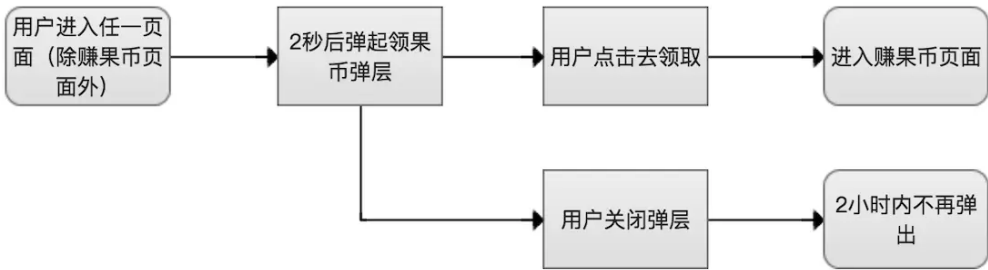 用户进入任一页
面（除赚果币页
面外）
2秒后弹起领果
币弹层
用户点击去领取
进入赚果币页面
用户关闭弹层
2小时内不再弹
出